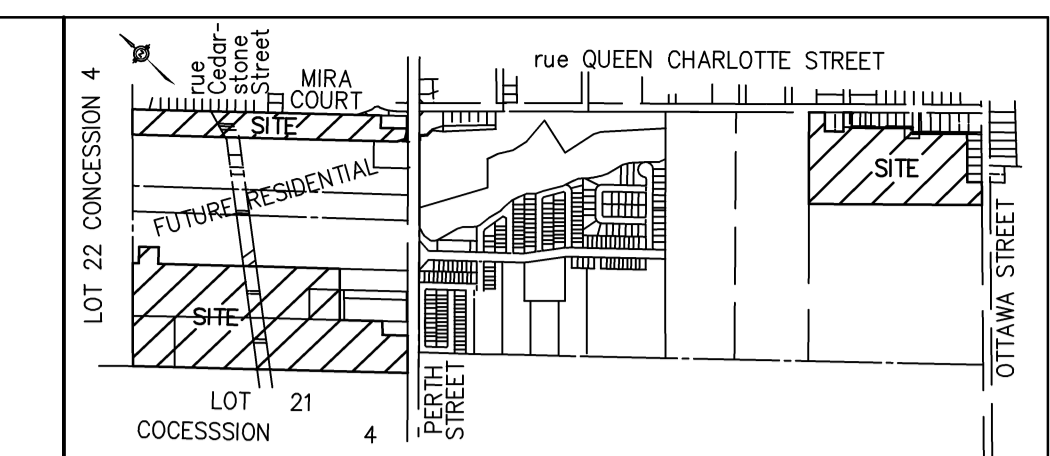 rue QUEEN CHARLOTTE STREET
LOT 22 CONCESSION 4
rue
Cedar-
stone
Street
MIRA
COURT
SITE
FUTURE RESIDENTIAL
SITE
SITE
LOT 21
COCESSSION 4
PERTH
STREET
OTTAWA STREET